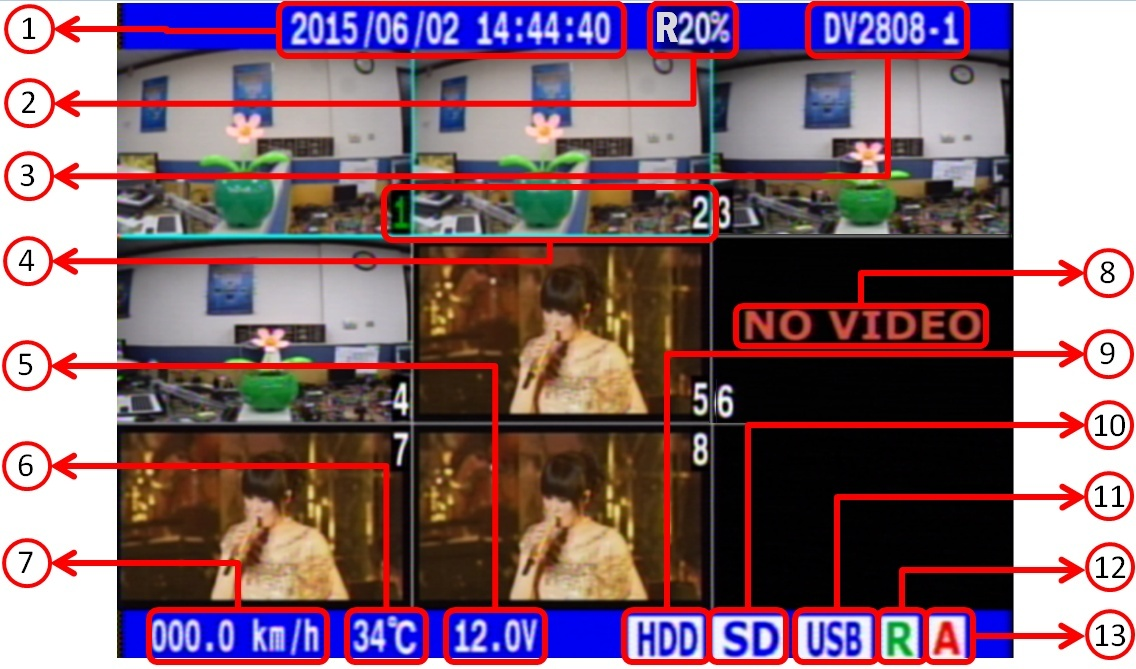 ① 2015/06/02 14:44:40 R20% DV2808-1
②
③
1 2 3
④
⑧
NO VIDEO
⑨
⑤
4 5 6
⑩
7 8
⑥
⑪
⑦
⑫
000.0 km/h 34℃ 12.0V HDD SD USB R A ⑬